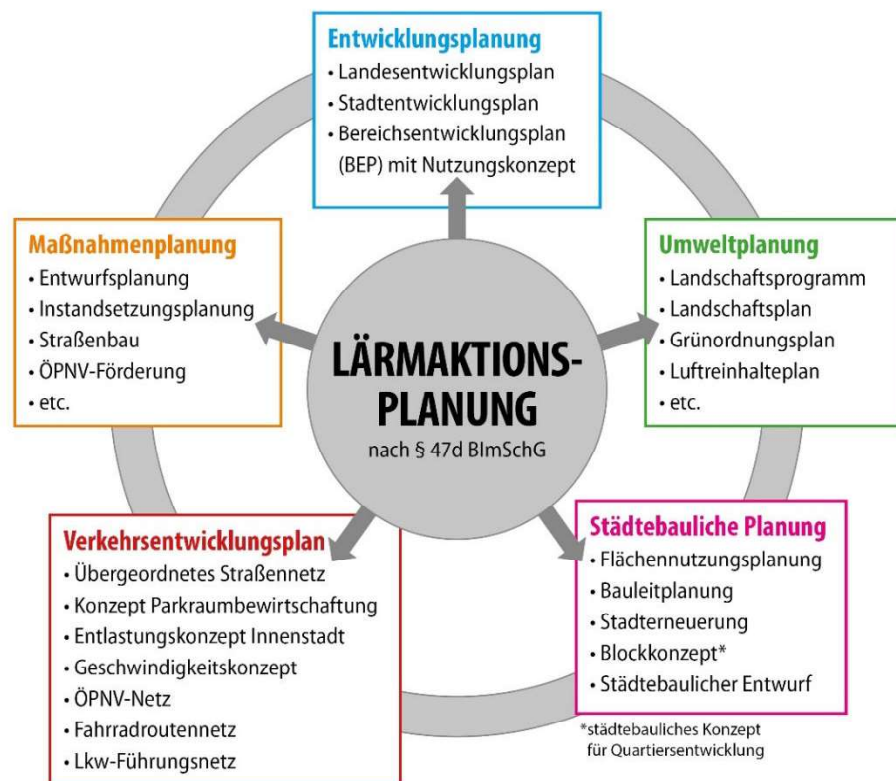 Entwicklungsplanung
• Landesentwicklungsplan
• Stadtentwicklungsplan
• Bereichsentwicklungsplan
(BEP) mit Nutzungskonzept
Maßnahmenplanung
• Entwurfsplanung
• Instandsetzungsplanung
• Straßenbau
• ÖPNV-Förderung
• etc.
Umweltplanung
• Landschaftsprogramm
• Landschaftsplan
• Grünordnungsplan
• Luftreinhalteplan
• etc.
LÄRMAKTIONS-
PLANUNG
nach § 47d BImSchG
Verkehrsentwicklungsplan
• Übergeordnetes Straßennetz
• Konzept Parkraumbewirtschaftung
• Entlastungskonzept Innenstadt
• Geschwindigkeitskonzept
• ÖPNV-Netz
• Fahrradroutennetz
• Lkw-Führungsnetz
Städtebauliche Planung
• Flächennutzungsplanung
• Bauleitplanung
• Stadterneuerung
• Blockkonzept*
• Städtebaulicher Entwurf
*städtebauliches Konzept
für Quartiersentwicklung